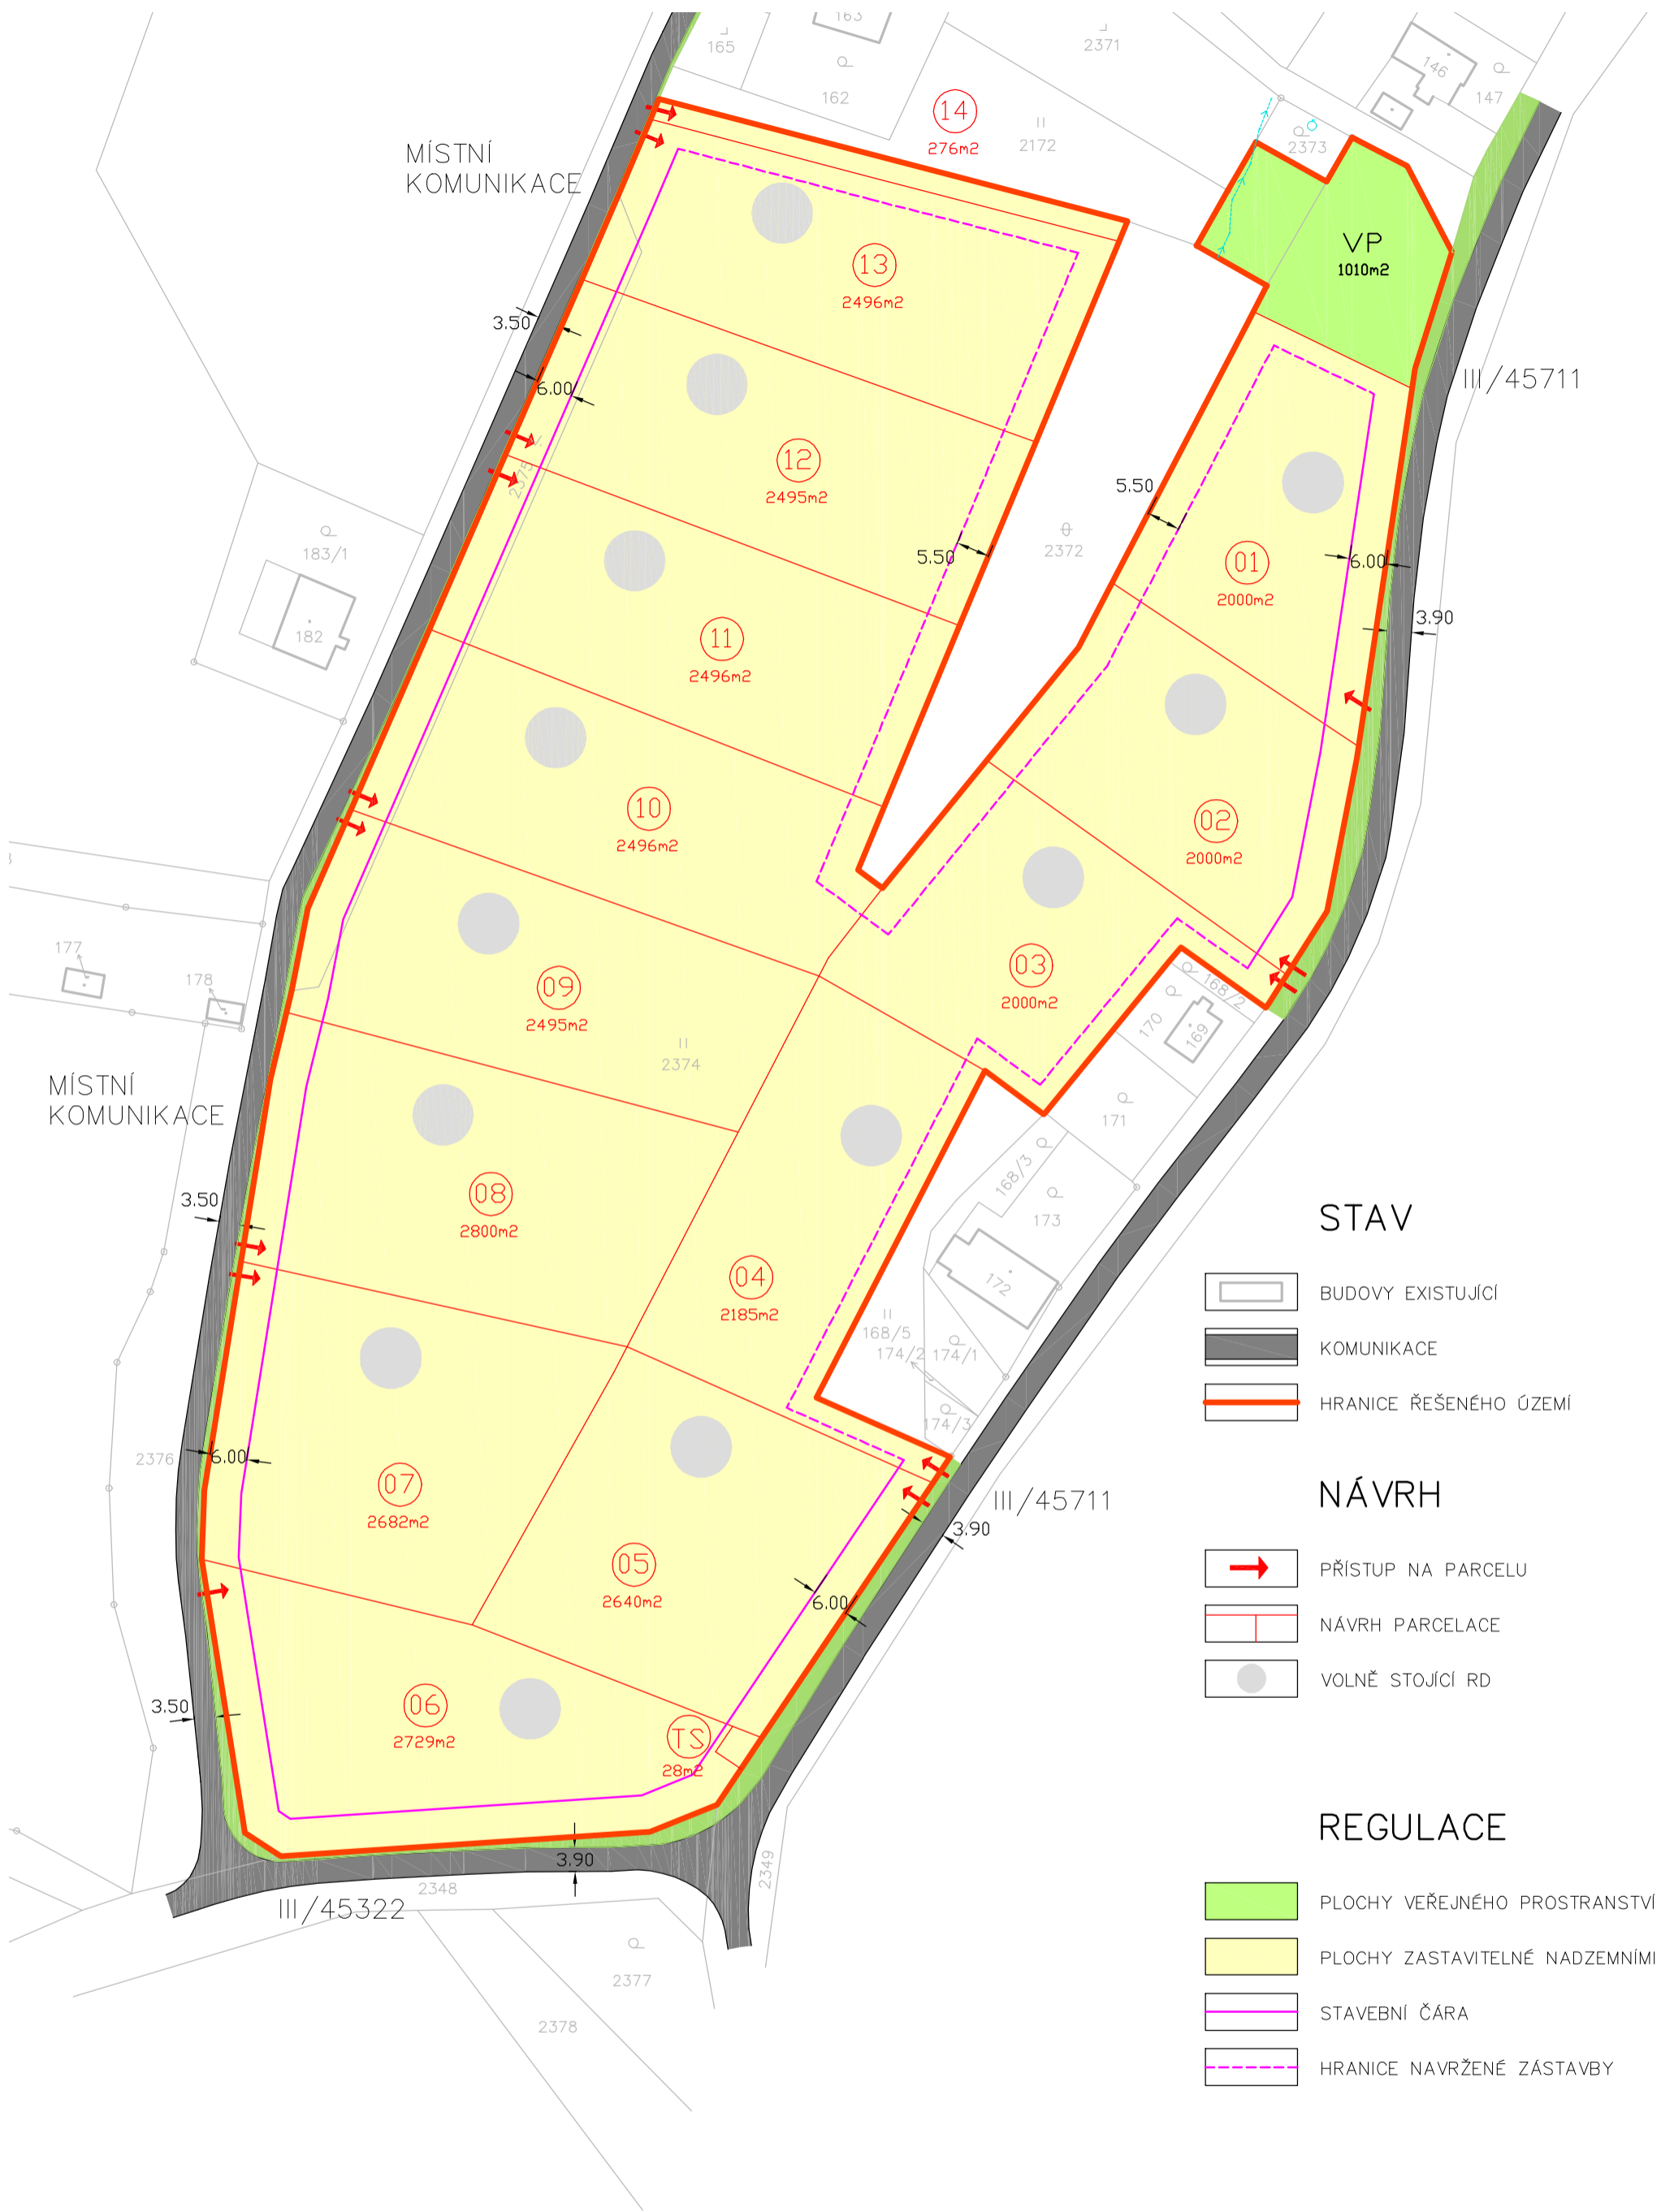 163
165
162
2371
146
147
14
276m2
2172
2373
MÍSTNÍ
KOMUNIKACE
VP
1010m2
13
2496m2
3.50
6.00
III/45711
12
2495m2
5.50
5.50
2372
183/1
01
2000m2
6.00
3.90
182
11
2496m2
10
2496m2
02
2000m2
177
178
09
2495m2
03
2000m2
168/2
170
169
2374
MÍSTNÍ
KOMUNIKACE
171
168/3
173
3.50
08
2800m2
172
04
2185m2
168/5
174/2
174/1
174/3
2376
6.00
07
2682m2
III/45711
3.90
05
2640m2
6.00
3.50
06
2729m2
TS
28m2
3.90
2349
2348
III/45322
2377
2378
STAV
BUDOVY EXISTUJÍCÍ
KOMUNIKACE
HRANICE ŘEŠENÉHO ÚZEMÍ
NÁVRH
PŘÍSTUP NA PARCELU
NÁVRH PARCELACE
VOLNĚ STOJÍCÍ RD
REGULACE
PLOCHY VEŘEJNÉHO PROSTRANSTVÍ
PLOCHY ZASTAVITELNÉ NADZEMNÍMI
STAVEBNÍ ČÁRA
HRANICE NAVRŽENÉ ZÁSTAVBY